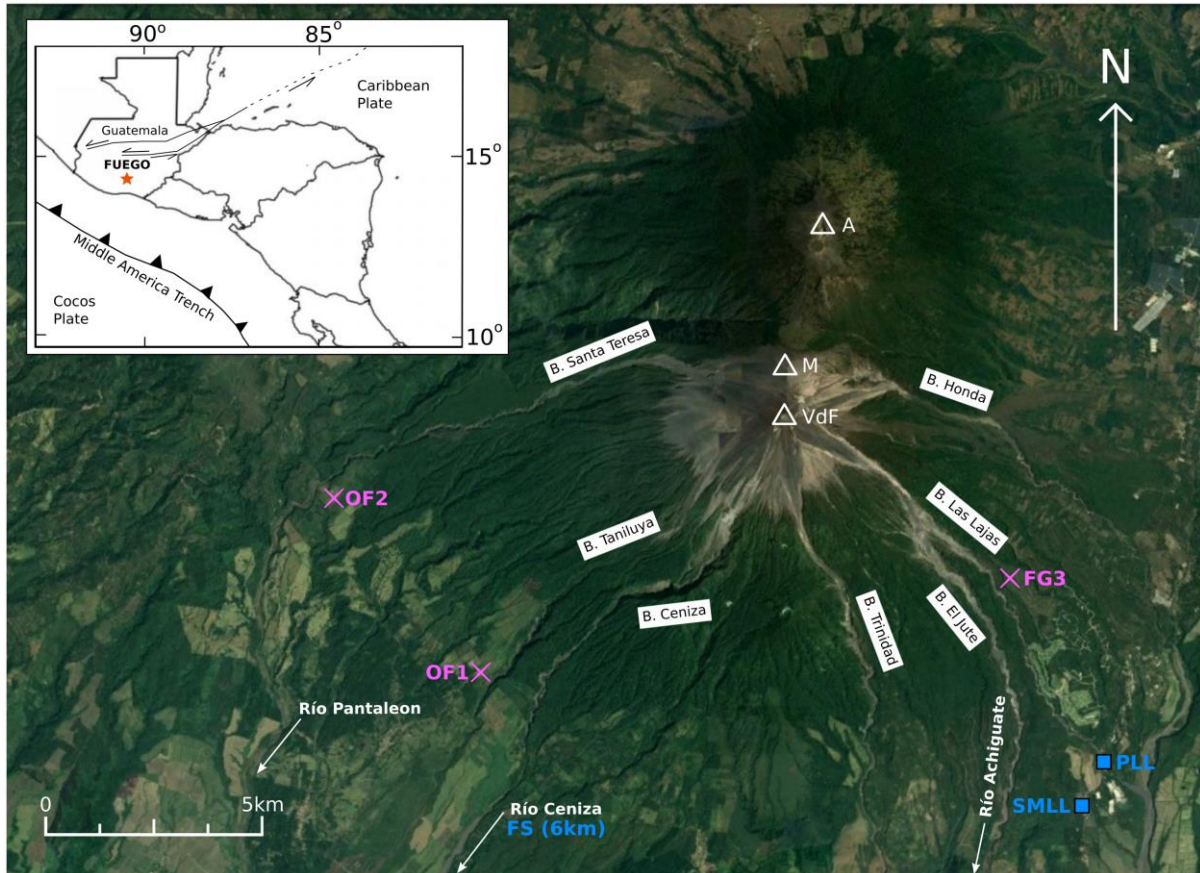 90°
85°
Caribbean
Plate
Guatemala
FUEGO
15°
Middle America Trench
Cocos
Plate
10°
N
A
B. Santa Teresa
M
B. Honda
VdF
OF2
B. Las Lajas
B. Taniluya
FG3
B. Ceniza
B. Trinidad
B. El Jute
OF1
Río Pantaleon
Río Achiguate
PLL
0
5km
Río Ceniza
FS (6km)
SMLL